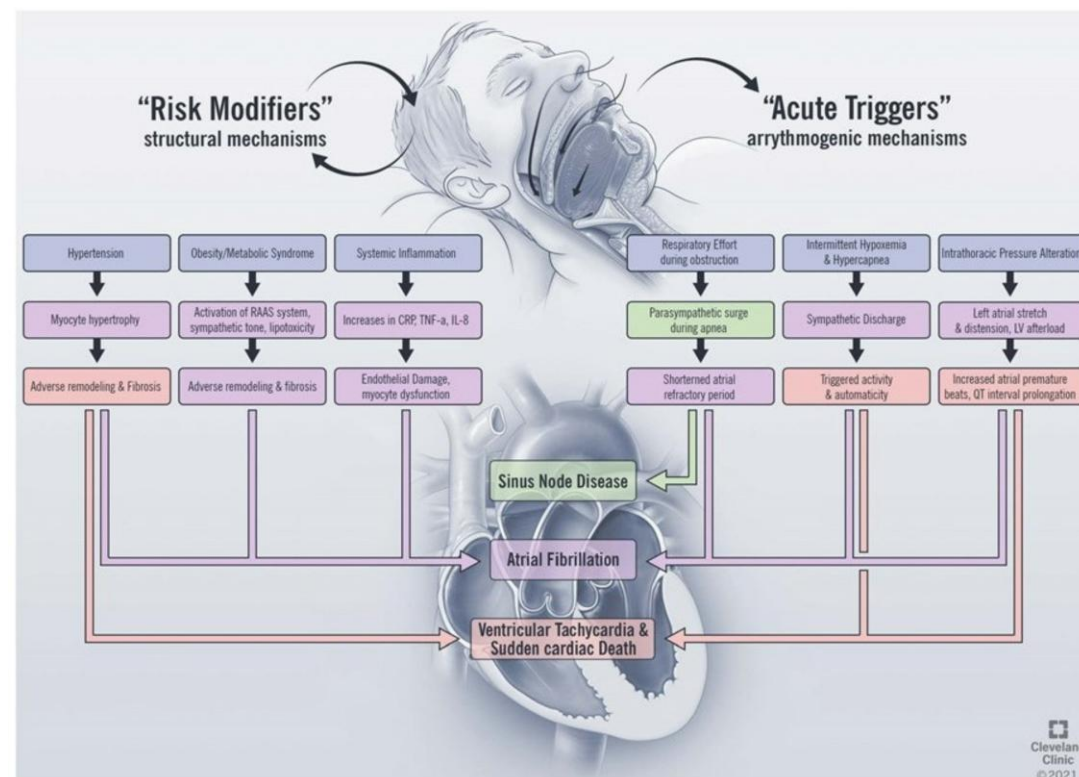 "Risk Modifiers"
structural mechanisms
"Acute Triggers"
arrythmogenic mechanisms
Hypertension
Obesity/Metabolic Syndrome
Systemic Inflammation
Respiratory Effort
during obstruction
Intermittent Hypoxemia
& Hypercapnea
Intrathoracic Pressure Alteration
Myocyte hypertrophy
Activation of RAAS system,
sympathetic tone, lipotoxicity
Increases in CRP, TNF-a, IL-8
Parasympathetic surge
during apnea
Sympathetic Discharge
Left atrial stretch
& distension, LV afterload
Adverse remodeling & Fibrosis
Adverse remodeling & fibrosis
Endothelial Damage,
myocyte dysfunction
Shortened atrial
refractory period
Triggered activity
& automaticity
Increased atrial premature
beats, QT interval prolongation
Sinus Node Disease
Atrial Fibrillation
Ventricular Tachycardia &
Sudden cardiac Death
Clevelan
Clinic
©2021